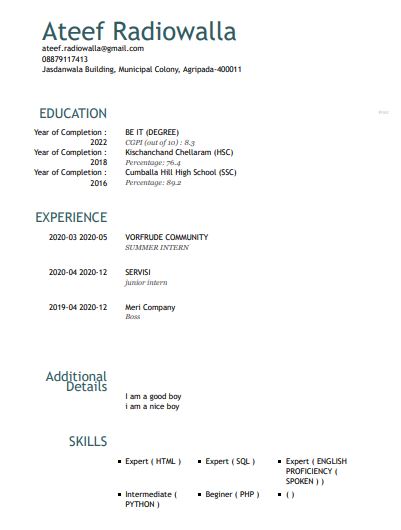 Ateef Radiowalla
ateef.radiowalla@gmail.com
08879117413
Jasdanwala Building, Municipal Colony, Agripada-400011
EDUCATION
Year of Completion : 2022
BE IT (DEGREE)
CGPI (out of 10) : 8.3
Year of Completion : 2018
Kischanchand Chellaram (HSC)
Percentage: 76.4
Year of Completion : 2016
Cumballa Hill High School (SSC)
Percentage: 89.2
EXPERIENCE
2020-03 2020-05
VORFRUDE COMMUNITY
SUMMER INTERN
2020-04 2020-12
SERVISI
junior intern
2019-04 2020-12
Meri Company
Boss
Additional
Details
I am a good boy
i am a nice boy
SKILLS
Expert ( HTML )
Expert ( SQL )
Expert ( ENGLISH
PROFICIENCY (
SPOKEN ) )
Intermediate (
PYTHON )
Beginer ( PHP )
( )